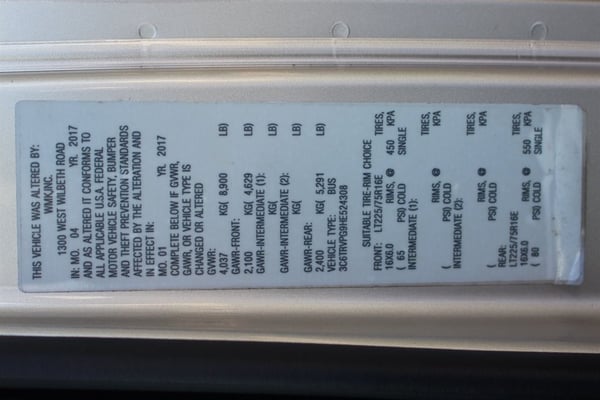 THIS VEHICLE WAS ALTERED BY:
WMK,INC.
1300 WEST WILBETH ROAD
IN: MO. 04 YR. 2017
AND AS ALTERED IT CONFORMS TO
ALL APPLICABLE U.S.A. FEDERAL
MOTOR VEHICLE SAFETY, BUMPER
AND THEFT PREVENTION STANDARDS
AFFECTED BY THE ALTERATION AND
IN EFFECT IN:
MO. 01 YR. 2017
COMPLETE BELOW IF GVWR,
GAWR, OR VEHICLE TYPE IS
CHANGED OR ALTERED
GVWR:
4,037 KG( 8,900 LB)
GAWR-FRONT:
2,100 KG( 4,629 LB)
GAWR-INTERMEDIATE (1):
KG( LB)
GAWR-INTERMEDIATE (2):
KG( LB)
GAWR-REAR:
2,400 KG( 5,291 LB)
VEHICLE TYPE: BUS
3C6TRVPG9HE524308
SUITABLE TIRE-RIM CHOICE
FRONT: LT225/75R16E TIRES,
16X6.0 RIMS, @ 450 KPA
( 65 PSI) COLD SINGLE
INTERMEDIATE (1):
TIRES,
RIMS, @ KPA
( PSI) COLD
INTERMEDIATE (2):
TIRES,
RIMS, @ KPA
( PSI) COLD
REAR:
LT225/75R16E TIRES,
16X6.0 RIMS, @ 550 KPA
( 80 PSI) COLD SINGLE